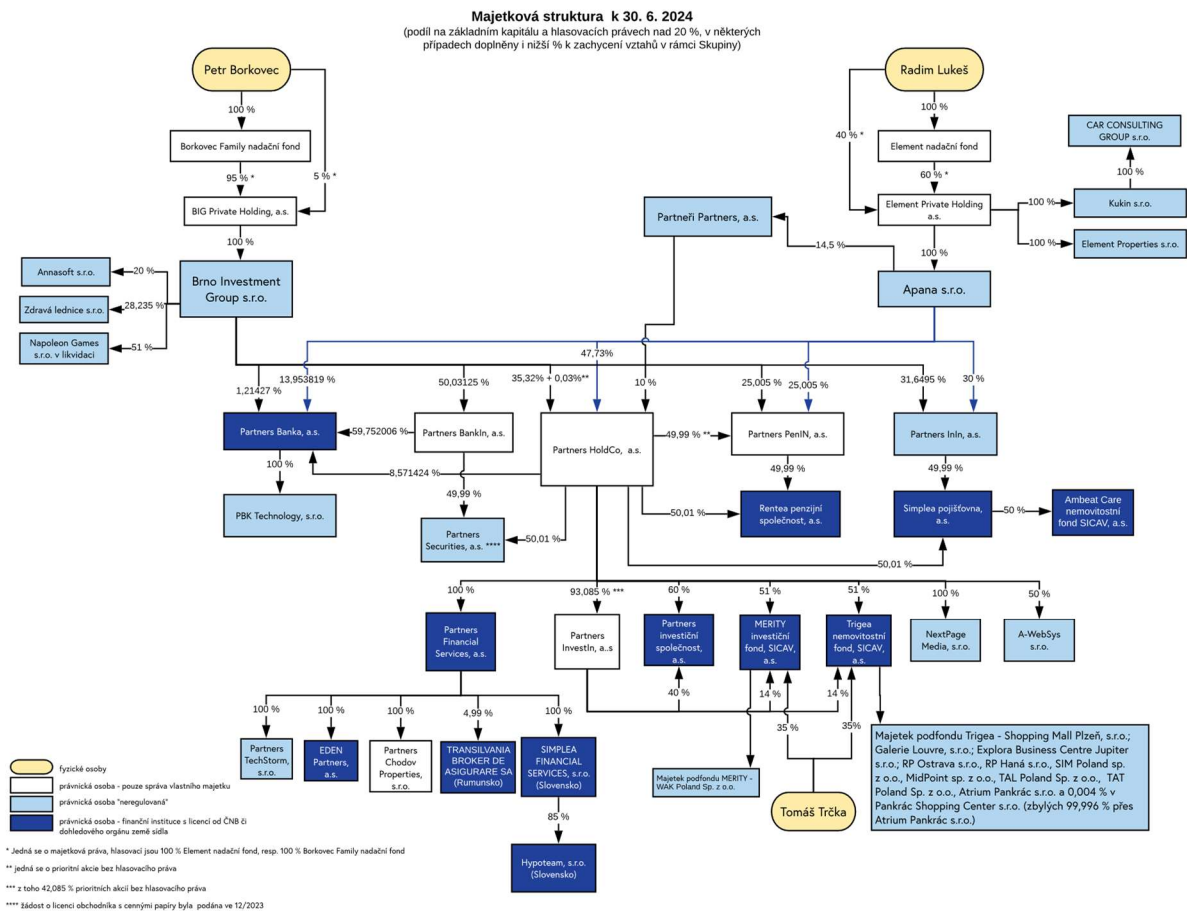 Majetková struktura k 30. 6. 2024
(podíl na základním kapitálu a hlasovacích právech nad 20 %, v některých
případech doplněny i nižší % k zachycení vztahů v rámci Skupiny)
Petr Borkovec
Radim Lukeš
100 %
100 %
40 % *
CAR CONSULTING
GROUP s.r.o.
Borkovec Family nadační fond
Element nadační fond
95 % *
5 % *
60 % *
100 %
BIG Private Holding, a.s.
Partneři Partners, a.s.
Element Private Holding
a.s.
100 %
Kukin s.r.o.
100 %
14,5 %
100 %
100 %
Element Properties s.r.o.
Annasoft s.r.o.
20 %
Brno Investment
Group s.r.o.
Apana s.r.o.
Zdravá lednice s.r.o.
28,235 %
Napoleon Games
s.r.o. v likvidaci
51 %
47,73%
1,21427 %
13,953819 %
50,03125 %
35,32% + 0,03%**
10 %
25,005 %
25,005 %
31,6495 %
30 %
Partners Banka, a.s.
59,752006 %
Partners BankIn, a.s.
Partners HoldCo, a.s.
49,99 % **
Partners PenIN, a.s.
Partners InIn, a.s.
100 %
8,571424 %
49,99 %
49,99 %
49,99 %
PBK Technology, s.r.o.
Partners
Securities, a.s. ****
50,01 %
50,01 %
Rentea penzijní
společnost, a.s.
Simplea pojišťovna,
a.s.
50 %
Ambeat Care
nemovitostní
fond SICAV, a.s.
50,01 %
100 %
93,085 % ***
60 %
51 %
51 %
100 %
50 %
Partners
Financial
Services, a.s.
Partners
InvestIn, a..s
Partners
investiční
společnost,
a.s.
MERITY
investiční
fond, SICAV,
a.s.
Trigea
nemovitostní
fond, SICAV,
a.s.
NextPage
Media, s.r.o.
A-WebSys
s.r.o.
40 %
14 %
14 %
35 %
35%
100 %
100 %
100 %
4,99 %
100 %
Partners
TechStorm,
s.r.o.
EDEN
Partners,
a.s.
Partners
Chodov
Properties,
s.r.o.
TRANSILVANIA
BROKER DE
ASIGURARE SA
(Rumunsko)
SIMPLEA
FINANCIAL
SERVICES, s.r.o.
(Slovensko)
Majetek podfondu MERITY -
WAK Poland Sp. z o.o.
Tomáš Trčka
Majetek podfondu Trigea - Shopping Mall Plzeň, s.r.o.;
Galerie Louvre, s.r.o.; Explora Business Centre Jupiter
s.r.o.; RP Ostrava s.r.o., RP Haná s.r.o., SIM Poland sp.
z o.o., MidPoint sp. z o.o., TAL Poland Sp. z o.o., TAT
Poland Sp. z o.o., Atrium Pankrác s.r.o. a 0,004 % v
Pankrác Shopping Center s.r.o. (zbylých 99,996 % přes
Atrium Pankrác s.r.o.)
85 %
Hypoteam, s.r.o.
(Slovensko)
fyzické osoby
právnická osoba - pouze správa vlastního majetku
právnická osoba "neregulovaná"
právnická osoba - finanční instituce s licencí od ČNB či
dohledového orgánu země sídla
* Jedná se o majetková práva, hlasovací jsou 100 % Element nadační fond, resp. 100 % Borkovec Family nadační fond
** jedná se o prioritní akcie bez hlasovacího práva
*** z toho 42,085 % prioritních akcií bez hlasovacího práva
**** žádost o licenci obchodníka s cennými papíry byla podána ve 12/2023